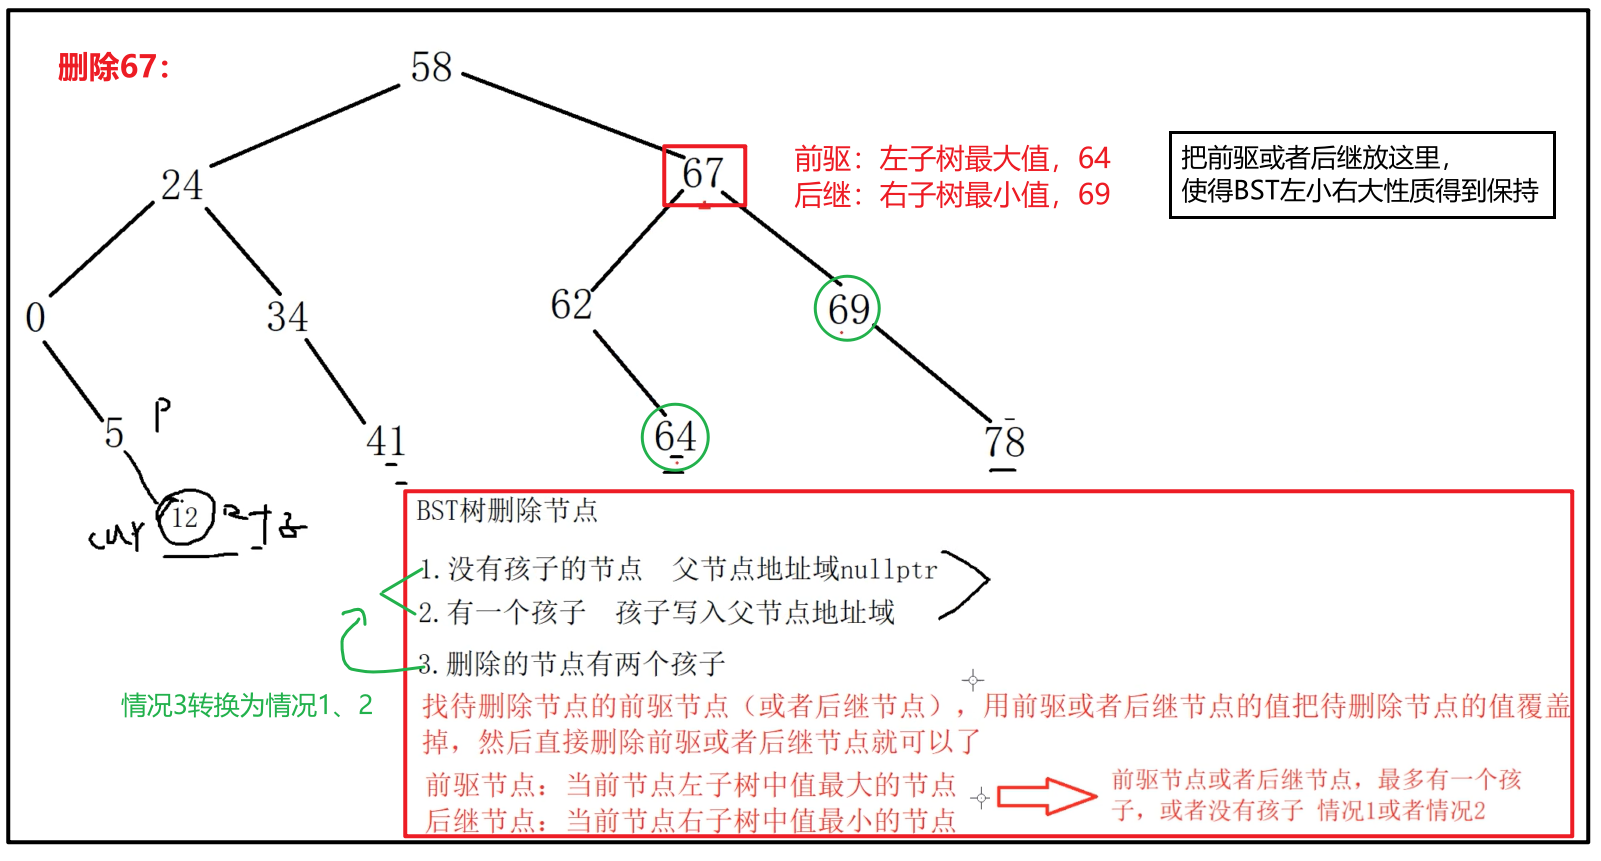 删除67：
58
67
前驱：左子树最大值，64
后继：右子树最小值，69
把前驱或者后继放这里，
使得BST左小右大性质得到保持
24
0
34
62
69
5
P
41
64
78
cur
12
BST树删除节点
1.没有孩子的节点 父节点地址域nullptr
2.有一个孩子 孩子写入父节点地址域
3.删除的节点有两个孩子
情况3转换为情况1、2
找待删除节点的前驱节点（或者后继节点），用前驱或者后继节点的值把待删除节点的值覆盖
掉，然后直接删除前驱或者后继节点就可以了
前驱节点：当前节点左子树中值最大的节点
后继节点：当前节点右子树中值最小的节点
前驱节点或者后继节点，最多有一个孩
子，或者没有孩子 情况1或者情况2